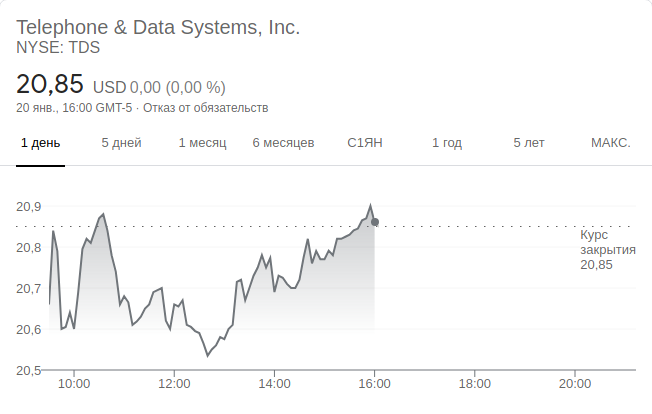 Telephone & Data Systems, Inc.
NYSE: TDS
20,85 USD 0,00 (0,00 %)
20 янв., 16:00 GMT-5 · Отказ от обязательств
1 день 5 дней 1 месяц 6 месяцев С1ЯН 1 год 5 лет МАКС.
20,9
Курс
закрытия
20,8
20,85
20,7
20,6
20,5
10:00 12:00 14:00 16:00 18:00 20:00